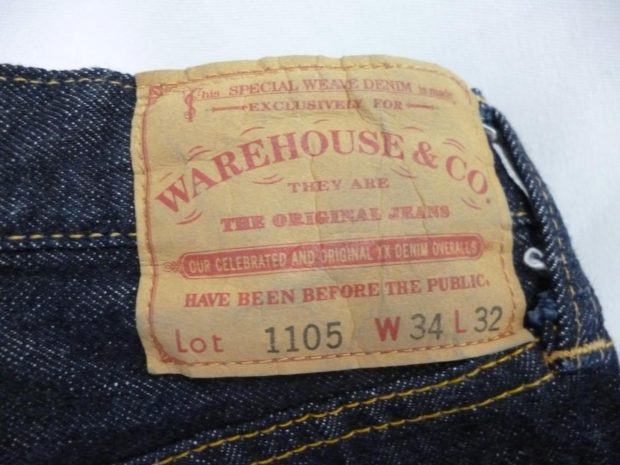 This SPECIAL WEAVE DENIM is made
EXCLUSIVELY FOR
WAREHOUSE & CO.
THEY ARE
THE ORIGINAL JEANS
OUR CELEBRATED AND ORIGINAL XX DENIM OVERALLS
HAVE BEEN BEFORE THE PUBLIC.
Lot 1105 W 34 L 32